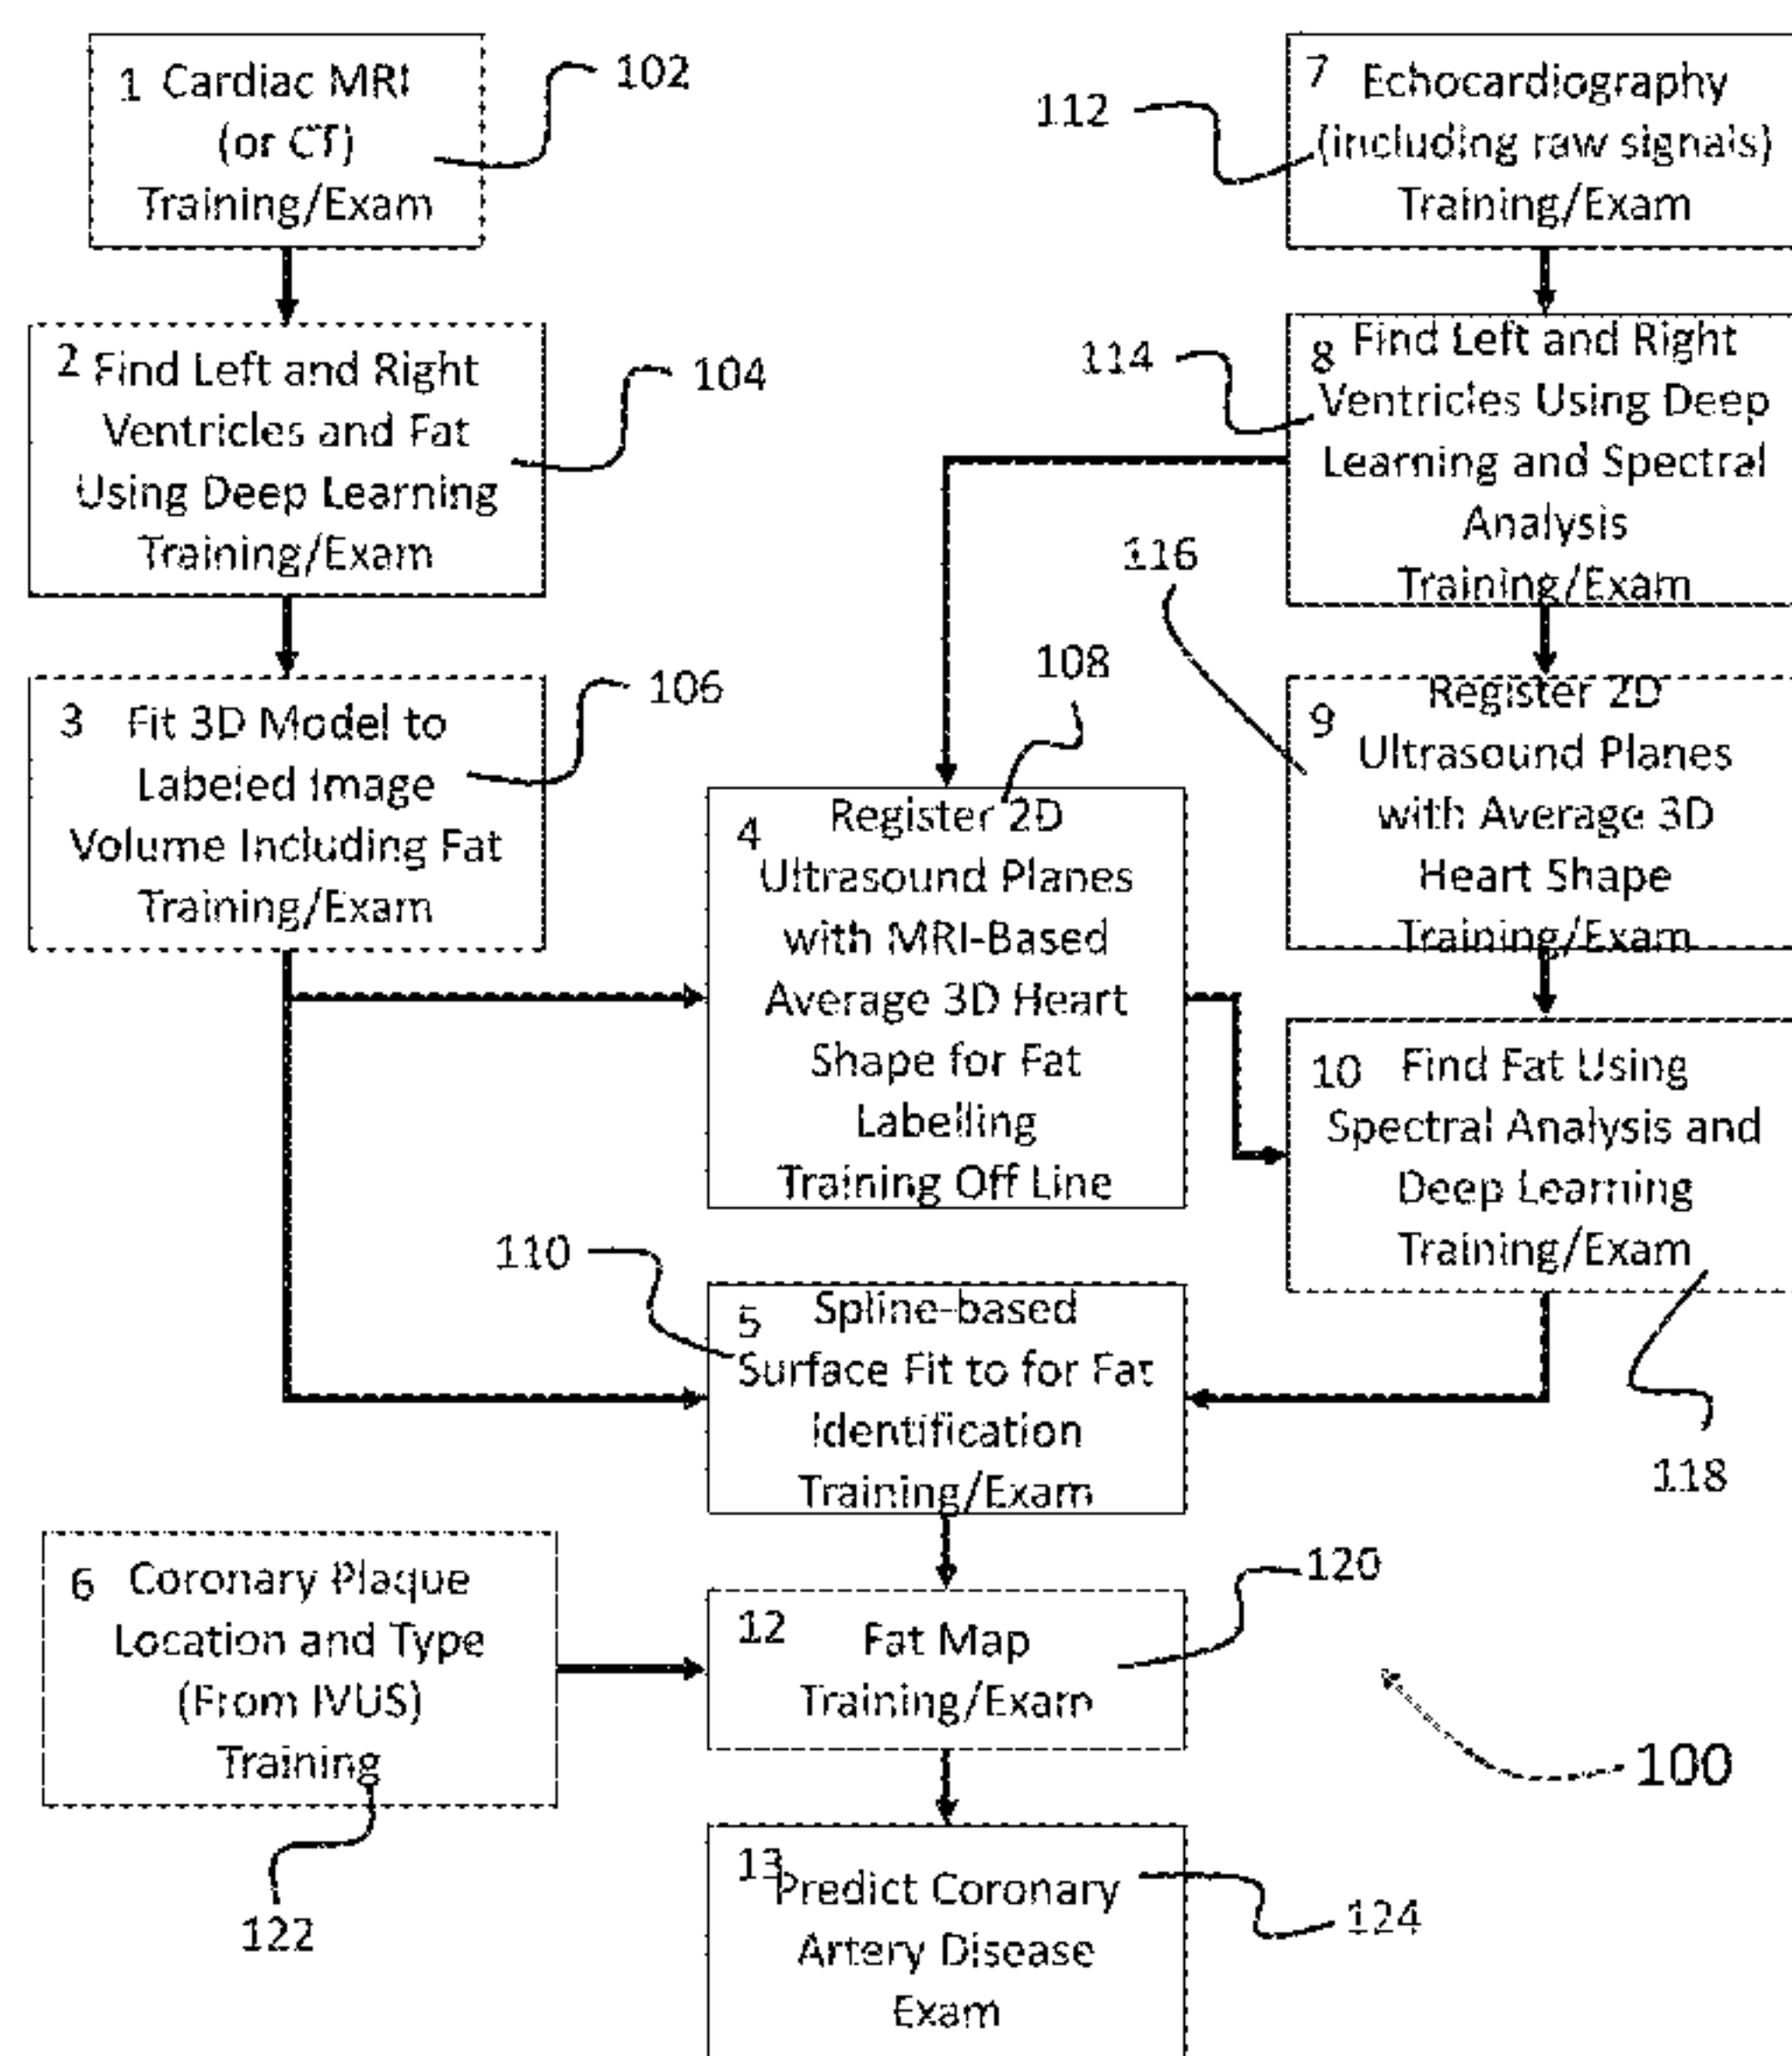 1 Cardiac MRI
(or CT)
Training/Exam
102
2 Find Left and Right
Ventricles and Fat
Using Deep Learning
Training/Exam
104
3 Fit 3D Model to
Labeled Image
Volume Including Fat
Training/Exam
106
7 Echocardiography
(including raw signals)
Training/Exam
112
8 Find Left and Right
Ventricles Using Deep
Learning and Spectral
Analysis
Training/Exam
114
9 Register 2D
Ultrasound Planes
with Average 3D
Heart Shape
Training/Exam
116
4 Register 2D
Ultrasound Planes
with MRI-Based
Average 3D Heart
Shape for Fat
Labelling
Training Off Line
108
10 Find Fat Using
Spectral Analysis and
Deep Learning
Training/Exam
118
5 Spline-based
Surface Fit to for Fat
Identification
Training/Exam
110
6 Coronary Plaque
Location and Type
(From IVUS)
Training
122
12 Fat Map
Training/Exam
120
13 Predict Coronary
Artery Disease
Exam
124
100